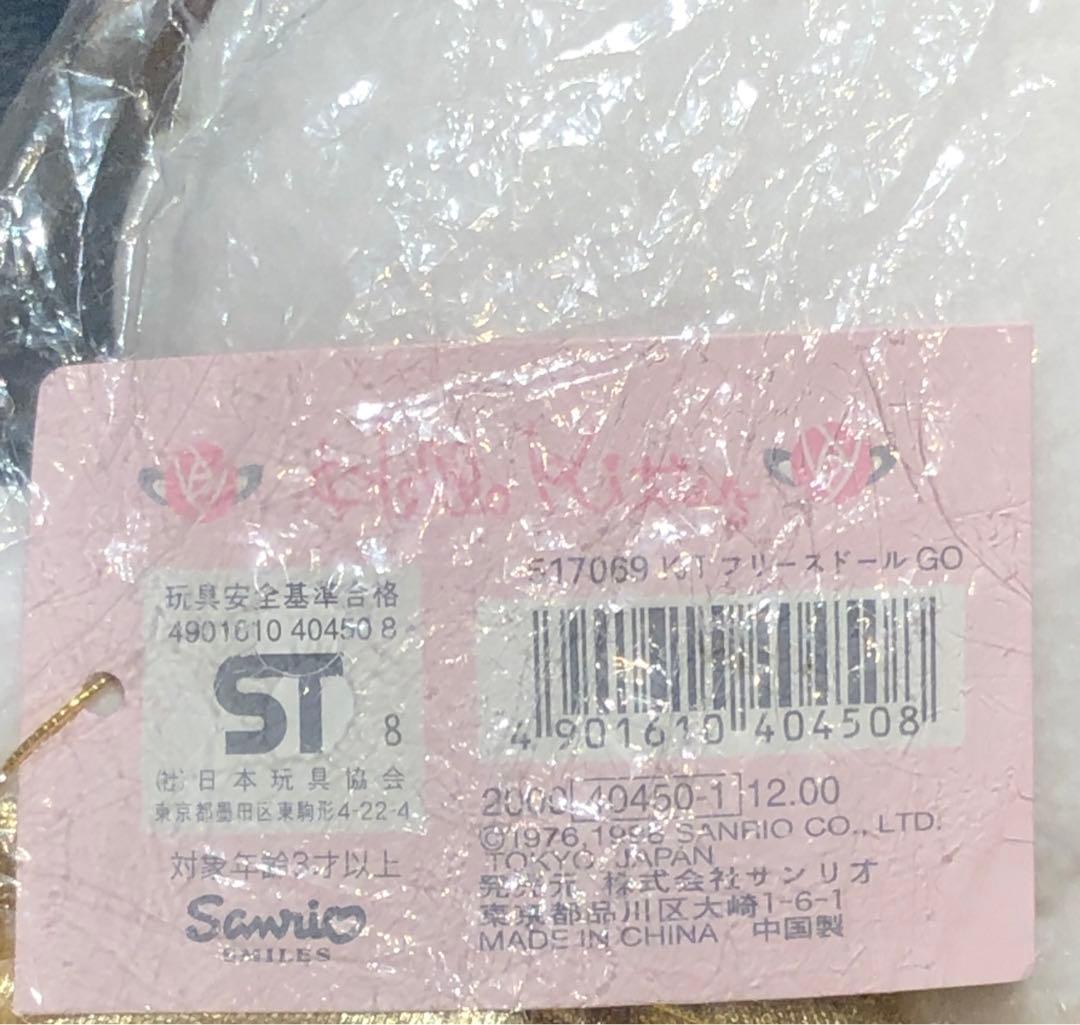 Hello Kitty
517069 KT フリースドール GO
玩具安全基準合格
4901610 40450 8
ST
8
(社)日本玩具協会
東京都墨田区東駒形4-22-4
対象年齢3才以上
Sanrio
SMILES
4 901610 404508
2000 40450-1 12.00
©1976,1998 SANRIO CO., LTD.
TOKYO, JAPAN
発売元 株式会社サンリオ
東京都品川区大崎1-6-1
MADE IN CHINA 中国製